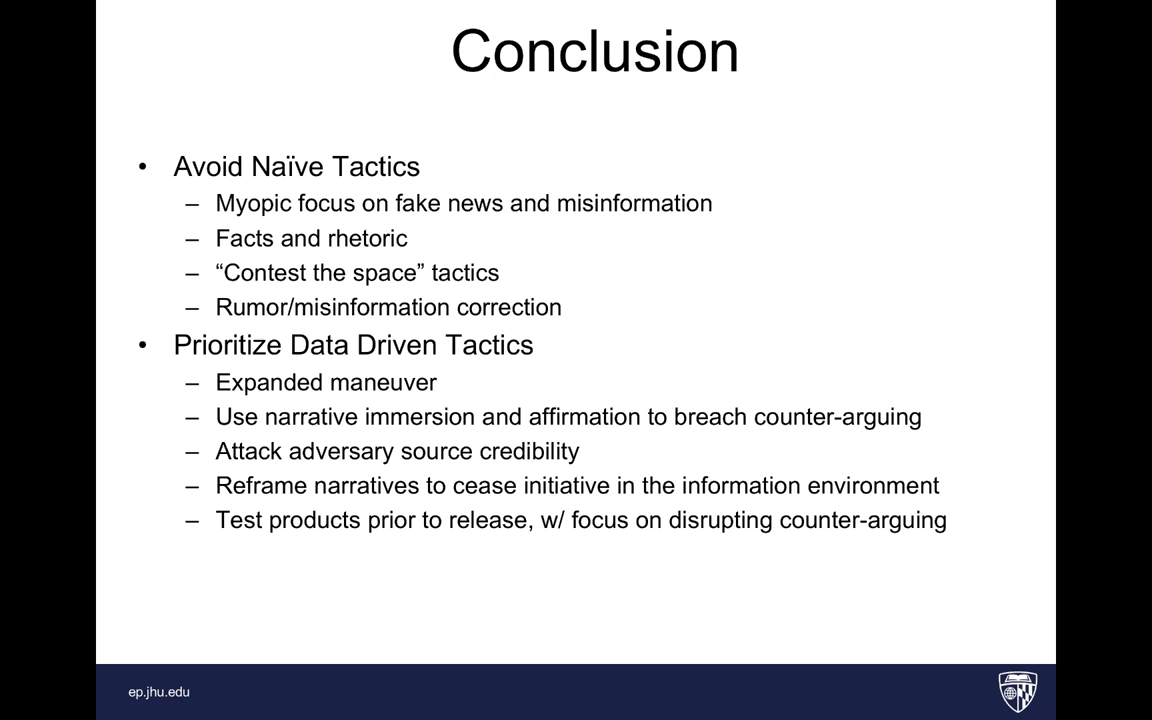 Conclusion
• Avoid Naïve Tactics
– Myopic focus on fake news and misinformation
– Facts and rhetoric
– “Contest the space” tactics
– Rumor/misinformation correction
• Prioritize Data Driven Tactics
– Expanded maneuver
– Use narrative immersion and affirmation to breach counter-arguing
– Attack adversary source credibility
– Reframe narratives to cease initiative in the information environment
– Test products prior to release, w/ focus on disrupting counter-arguing
ep.jhu.edu